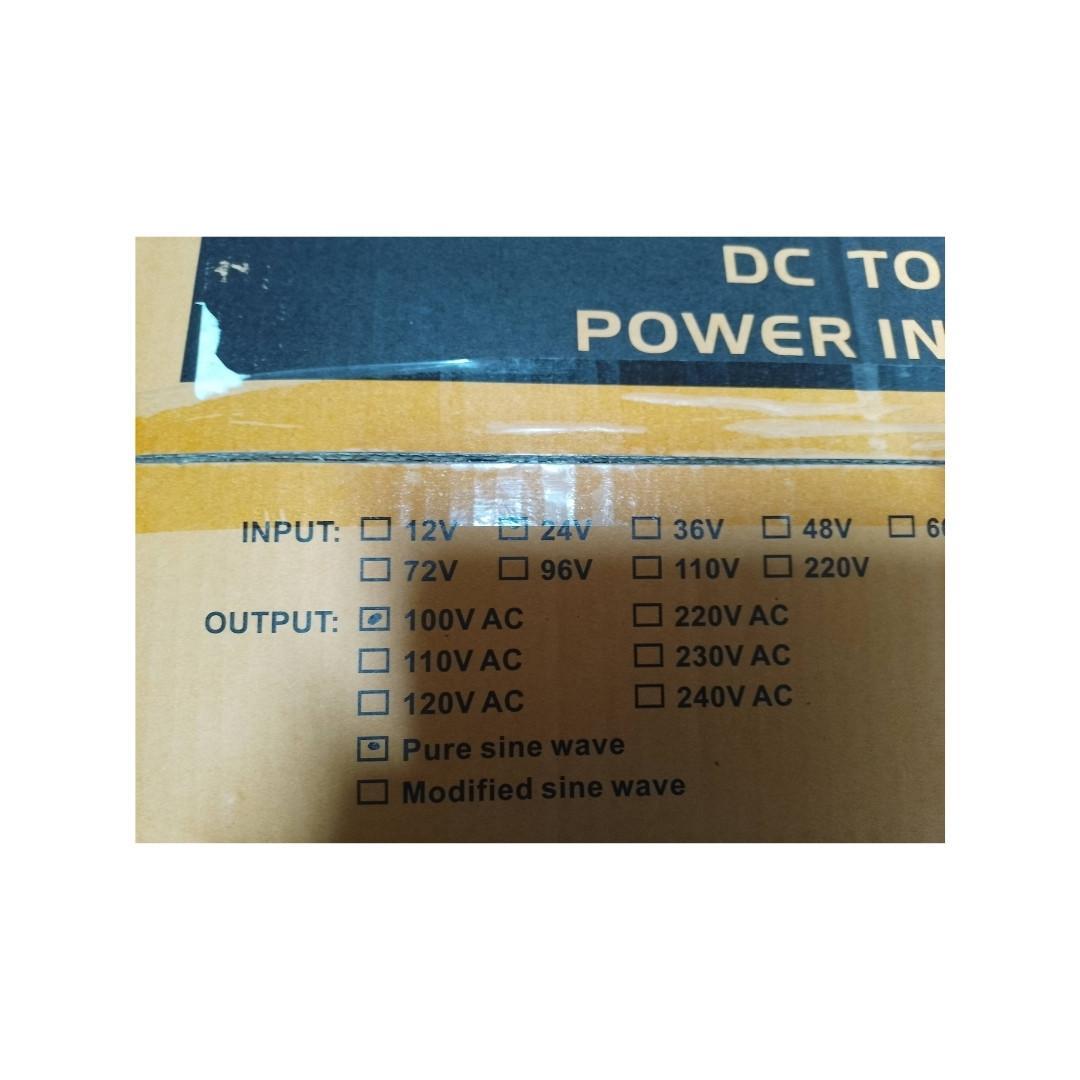 DC TO
POWER IN
INPUT: ☐ 12V ☑ 24V ☐ 36V ☐ 48V ☐ 6
☐ 72V ☐ 96V ☐ 110V ☐ 220V
OUTPUT: ☑ 100V AC ☐ 220V AC
☐ 110V AC ☐ 230V AC
☐ 120V AC ☐ 240V AC
☑ Pure sine wave
☐ Modified sine wave